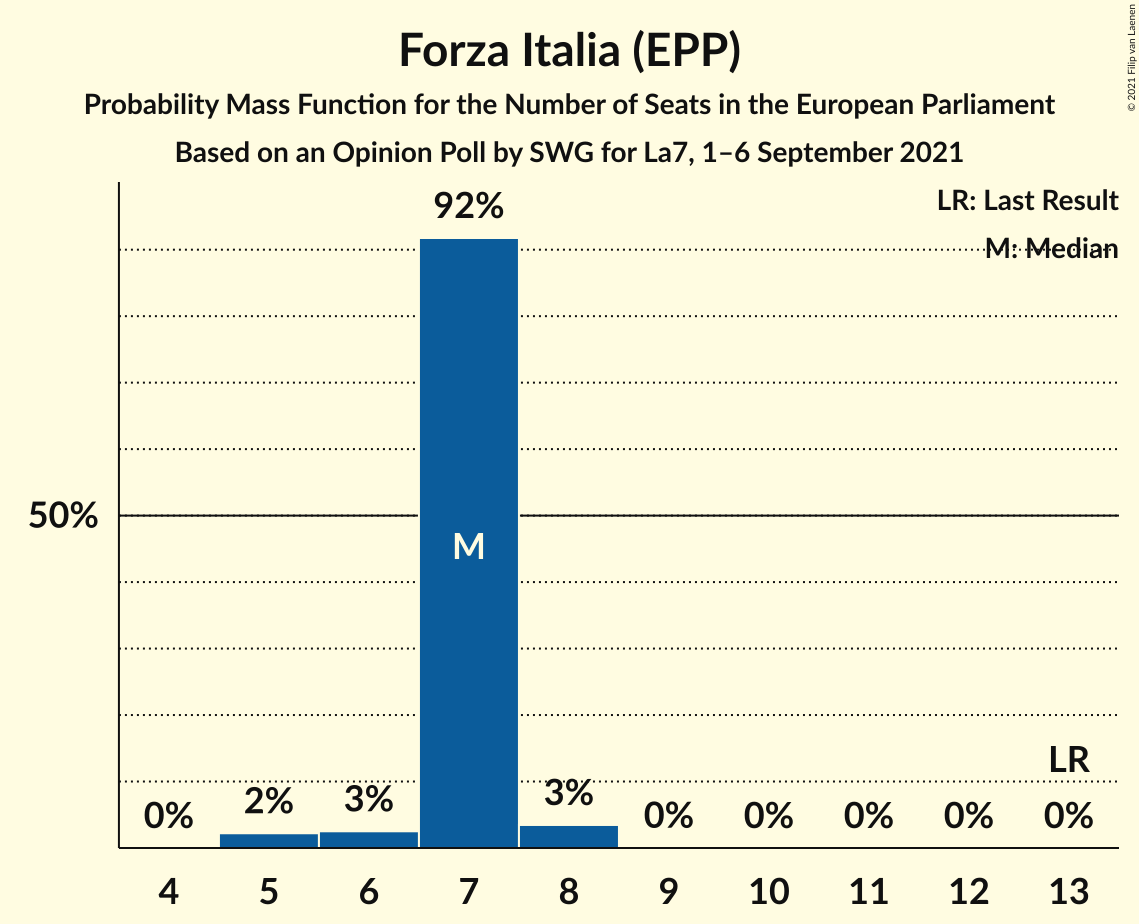 Forza Italia (EPP)
Probability Mass Function for the Number of Seats in the European Parliament
Based on an Opinion Poll by SWG for La7, 1–6 September 2021
© 2021 Filip van Laenen
LR: Last Result
M: Median
92%
50%
M
LR
0% 2% 3% 3% 0% 0% 0% 0% 0%
4 5 6 7 8 9 10 11 12 13